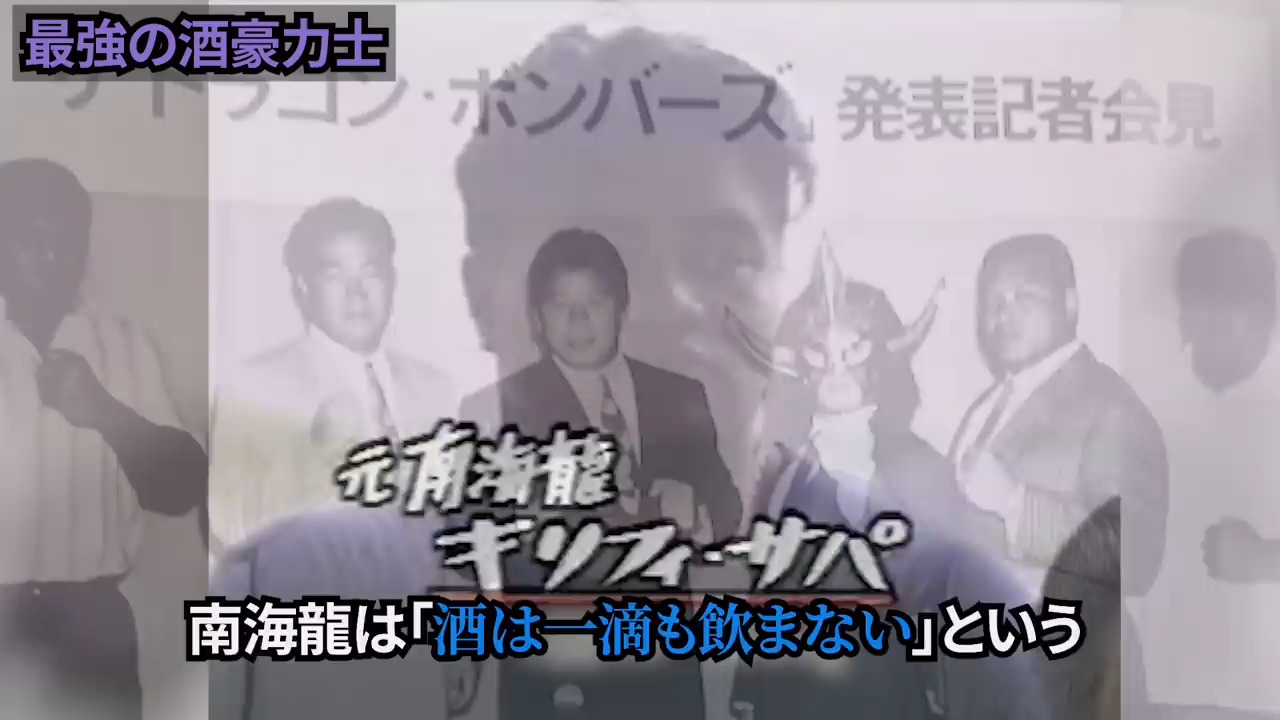 最強の酒豪力士
ザ・ドラゴン・ボンバーズ」発表記者会見
元南海龍
ギリフィ・サパ
南海龍は「酒は一滴も飲まない」という